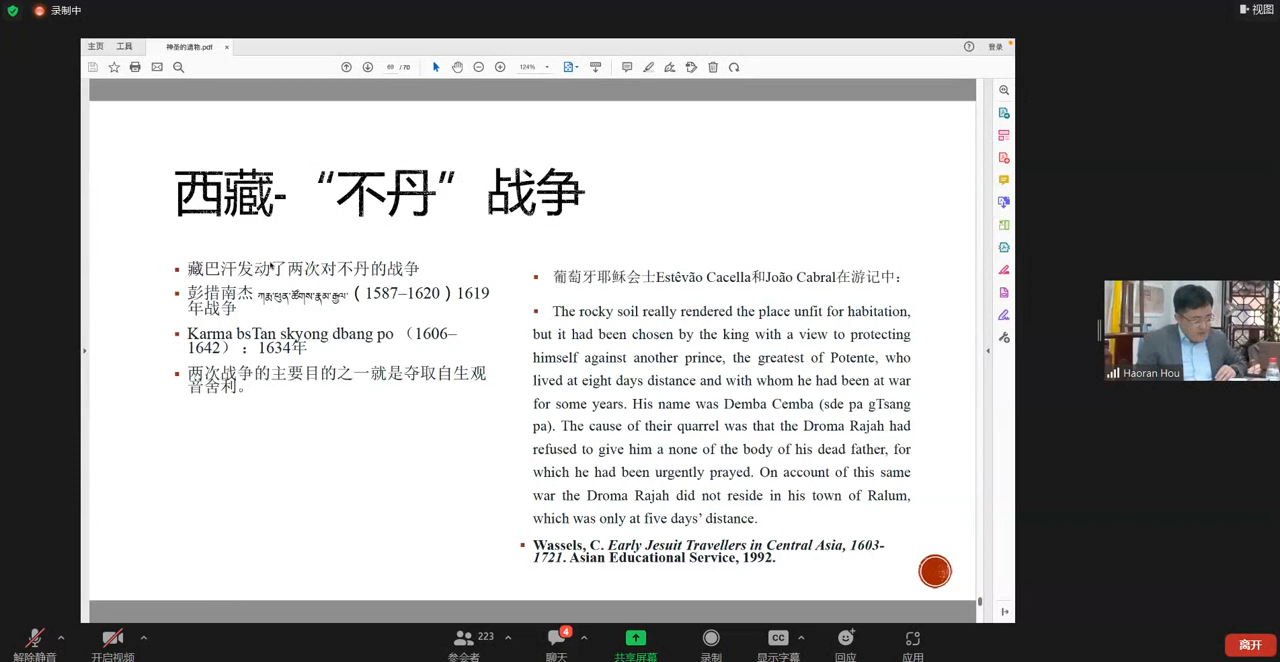 录制中
视图
主页 工具 神圣的遗物.pdf × 登录
68 / 70 124%
西藏-“不丹”战争
藏巴汗发动了两次对不丹的战争
彭措南杰 ཀརྨ་ཕུན་ཚོགས་རྣམ་རྒྱལ་ (1587–1620) 1619
年战争
Karma bsTan skyong dbang po (1606–
1642) : 1634年
两次战争的主要目的之一就是夺取自生观
音舍利。
葡萄牙耶稣会士Estêvão Cacella和João Cabral在游记中:
The rocky soil really rendered the place unfit for habitation,
but it had been chosen by the king with a view to protecting
himself against another prince, the greatest of Potente, who
lived at eight days distance and with whom he had been at war
for some years. His name was Demba Cemba (sde pa gTsang
pa). The cause of their quarrel was that the Droma Rajah had
refused to give him a none of the body of his dead father, for
which he had been urgently prayed. On account of this same
war the Droma Rajah did not reside in his town of Ralum,
which was only at five days’ distance.
Wassels, C. Early Jesuit Travellers in Central Asia, 1603-
1721. Asian Educational Service, 1992.
Haoran Hou
223 4 CC
解除静音 开启视频 参会者 聊天 共享屏幕 录制 显示字幕 回应 应用 离开